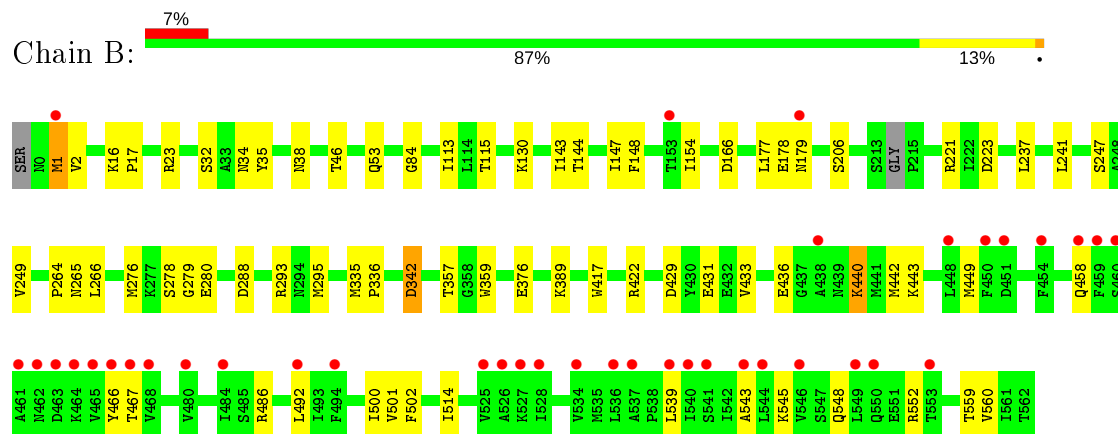 7%
Chain B:
87% 13% •
SER N0 M1 V2 K16 P17 R23 S32 A33 N34 Y35 N38 T46 Q53 G84 I113 L114 T115 K130 I143 T144 I147 F148 T153 I154 D166 L177 E178 N179 S206 S213 GLY P215 R221 I222 D223 L237 L241 S247 A248
V249 P264 N265 L266 M276 K277 S278 G279 E280 D288 R293 N294 M295 M335 P336 D342 T357 G358 W359 E376 K389 W417 R422 D429 Y430 E431 E432 V433 E436 G437 A438 N439 K440 M441 M442 K443 L448 M449 F450 D451 F454 Q458 F459 S460
A461 N462 D463 K464 V465 Y466 T467 V468 V480 I484 S485 R486 L492 I493 F494 I500 V501 F502 I514 V525 A526 K527 I528 V534 M535 L536 A537 P538 L539 I540 S541 I542 A543 L544 K545 V546 S547 Q548 L549 Q550 E551 R552 T553 T559 V560 I561 T562